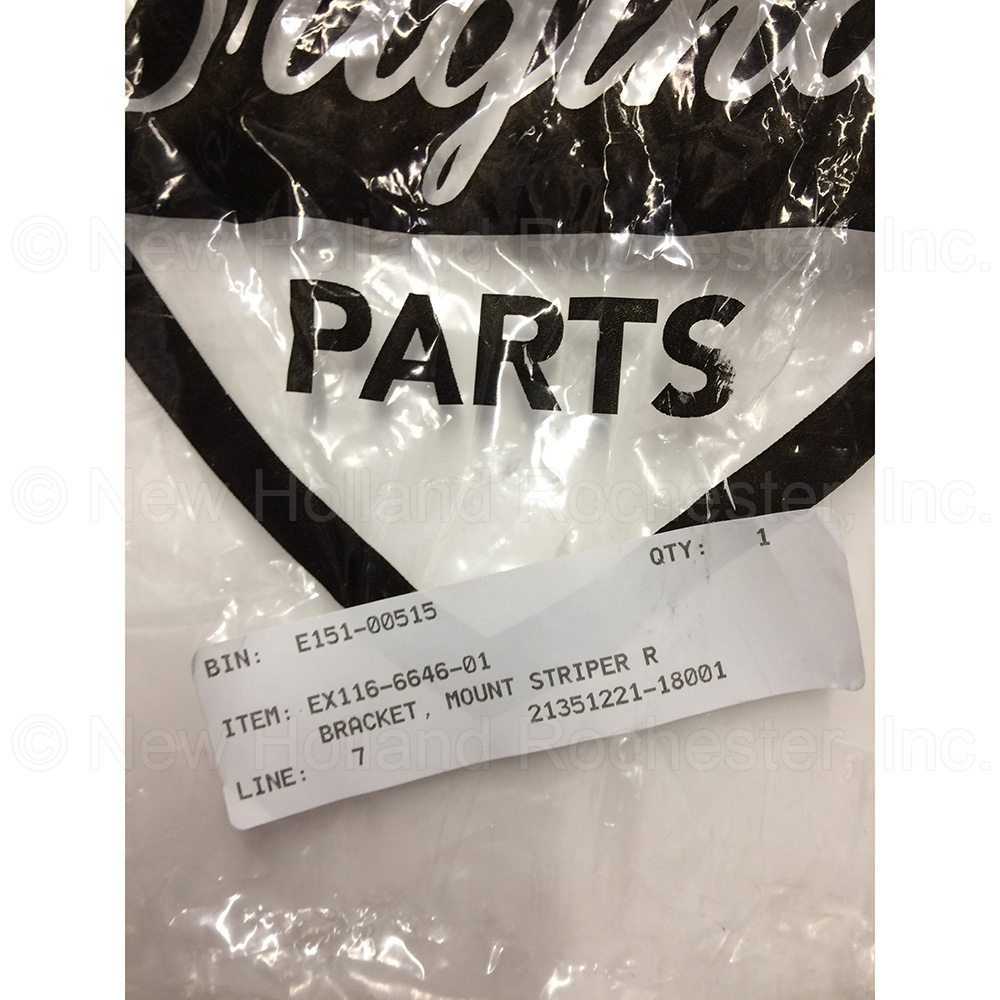 Original
PARTS
© New Holland Rochester, Inc.
© New Holland Rochester, Inc.
© New Holland Rochester, Inc.
QTY: 1
BIN: E151-00515
ITEM: EX116-6646-01
BRACKET, MOUNT STRIPER R
LINE: 7 21351221-18001